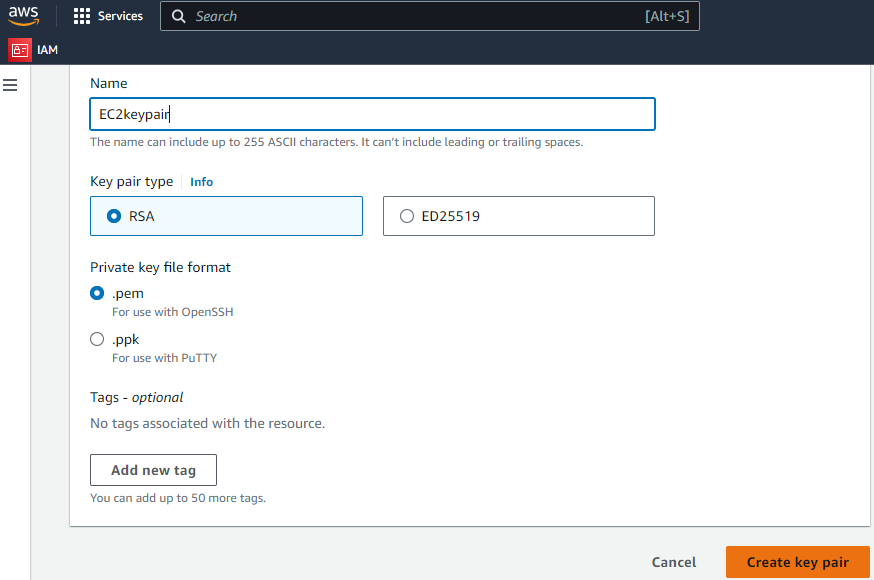 aws
Services
Search
[Alt+S]
IAM
Name
EC2keypair
The name can include up to 255 ASCII characters. It can't include leading or trailing spaces.
Key pair type
Info
RSA
ED25519
Private key file format
.pem
For use with OpenSSH
.ppk
For use with PuTTY
Tags - optional
No tags associated with the resource.
Add new tag
You can add up to 50 more tags.
Cancel
Create key pair